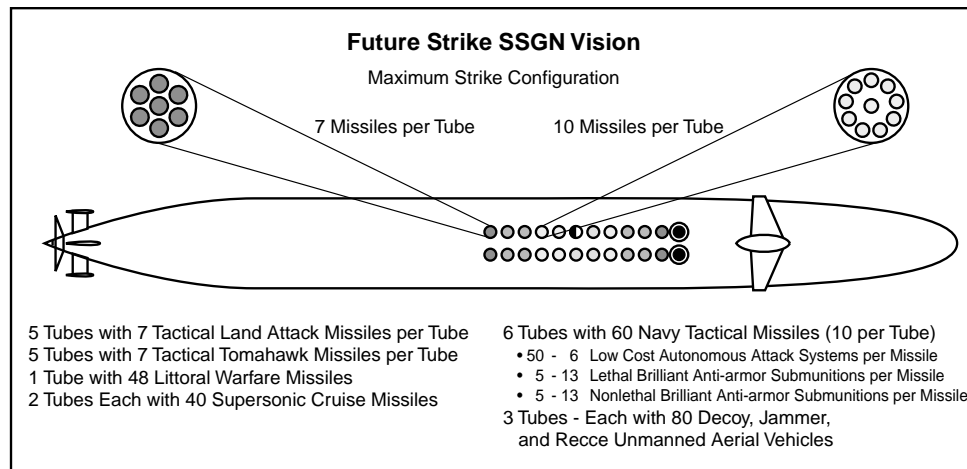 Future Strike SSGN Vision
Maximum Strike Configuration
7 Missiles per Tube
10 Missiles per Tube
5 Tubes with 7 Tactical Land Attack Missiles per Tube
5 Tubes with 7 Tactical Tomahawk Missiles per Tube
1 Tube with 48 Littoral Warfare Missiles
2 Tubes Each with 40 Supersonic Cruise Missiles
6 Tubes with 60 Navy Tactical Missiles (10 per Tube)
• 50 - 6 Low Cost Autonomous Attack Systems per Missile
• 5 - 13 Lethal Brilliant Anti-armor Submunitions per Missile
• 5 - 13 Nonlethal Brilliant Anti-armor Submunitions per Missile
3 Tubes - Each with 80 Decoy, Jammer,
and Recce Unmanned Aerial Vehicles